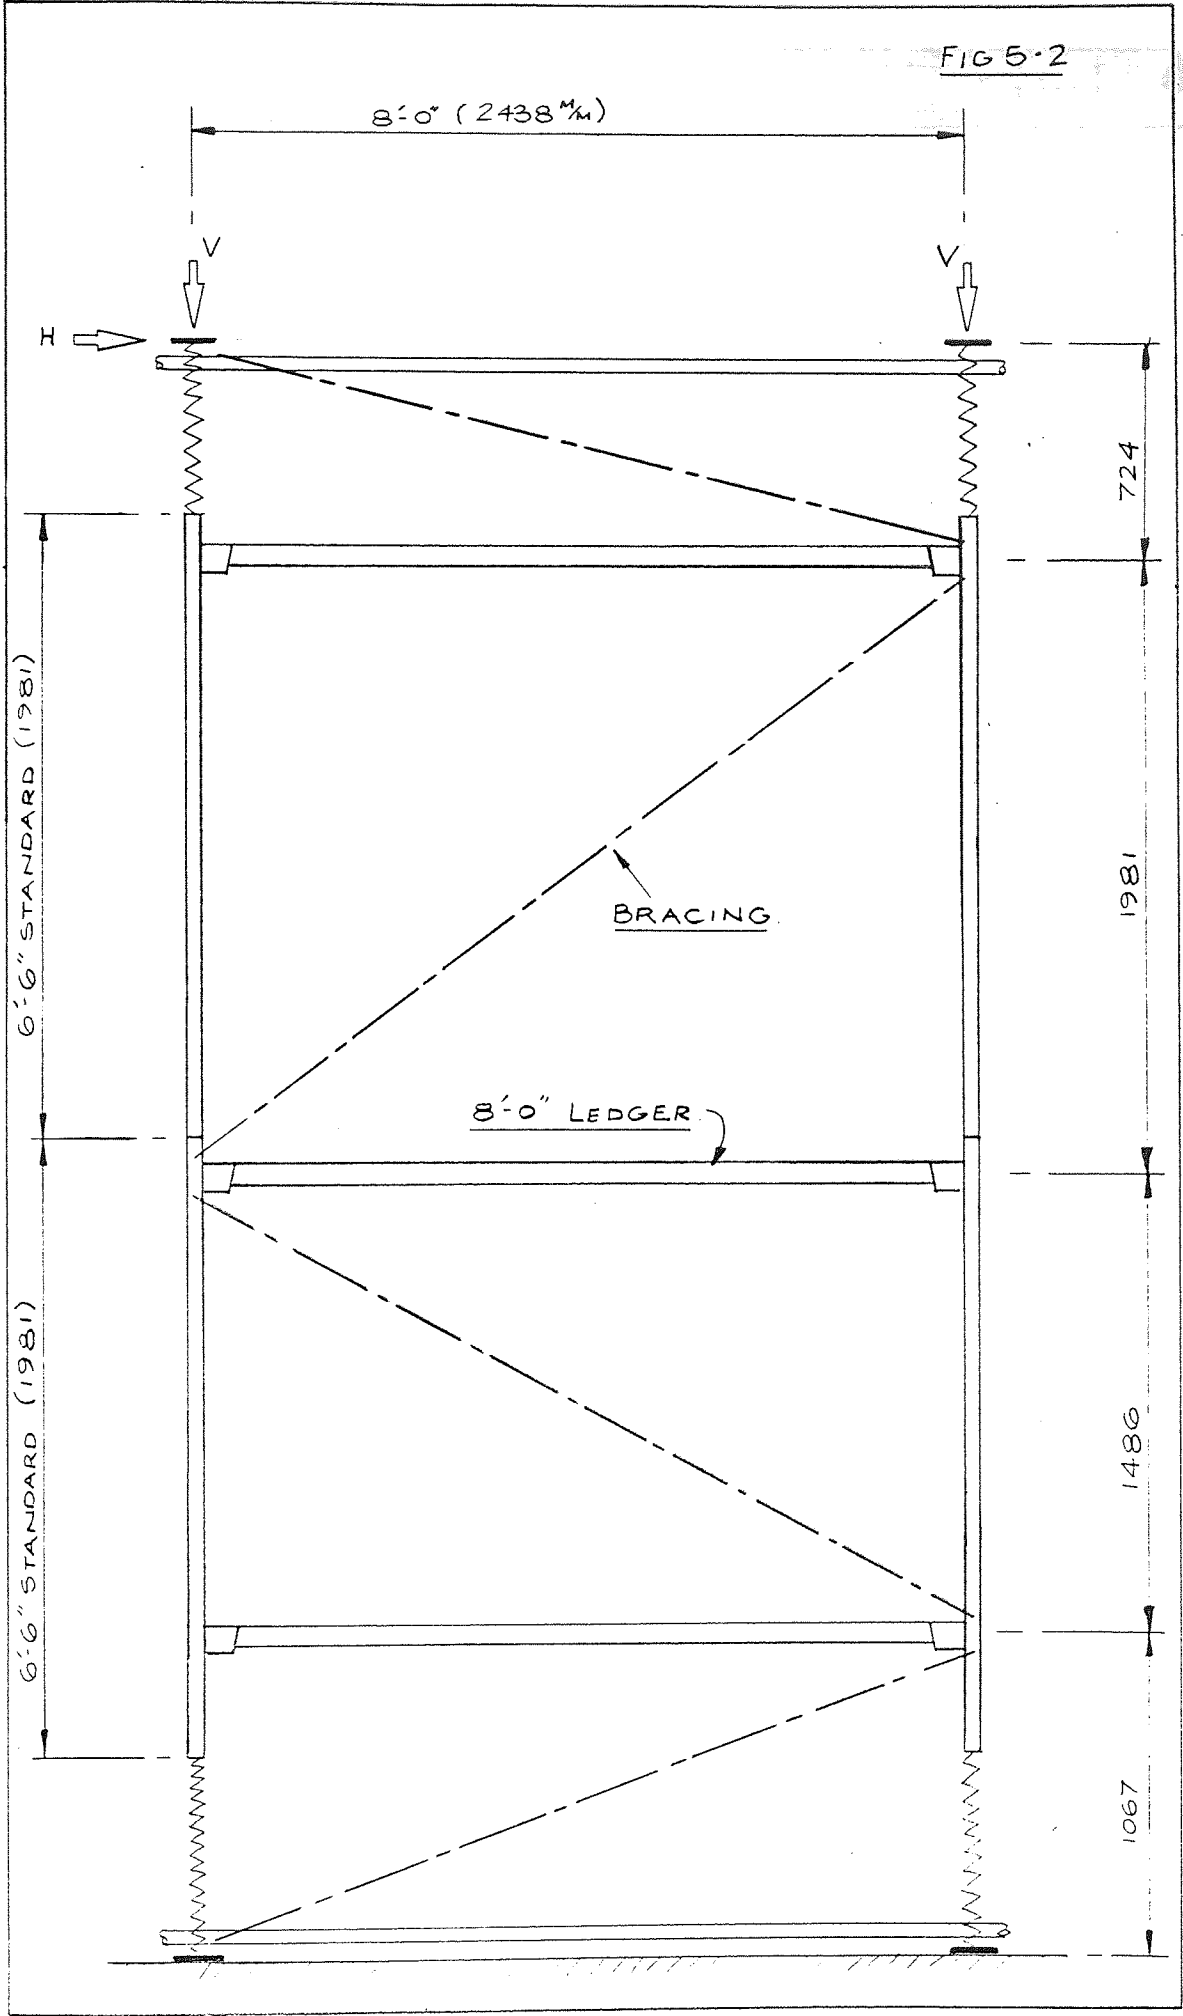 FIG 5·2
8'-0" (2438 M/M)
V
V
H
724
6'-6" STANDARD (1981)
1981
BRACING
8'-0" LEDGER
6'-6" STANDARD (1981)
1486
1067